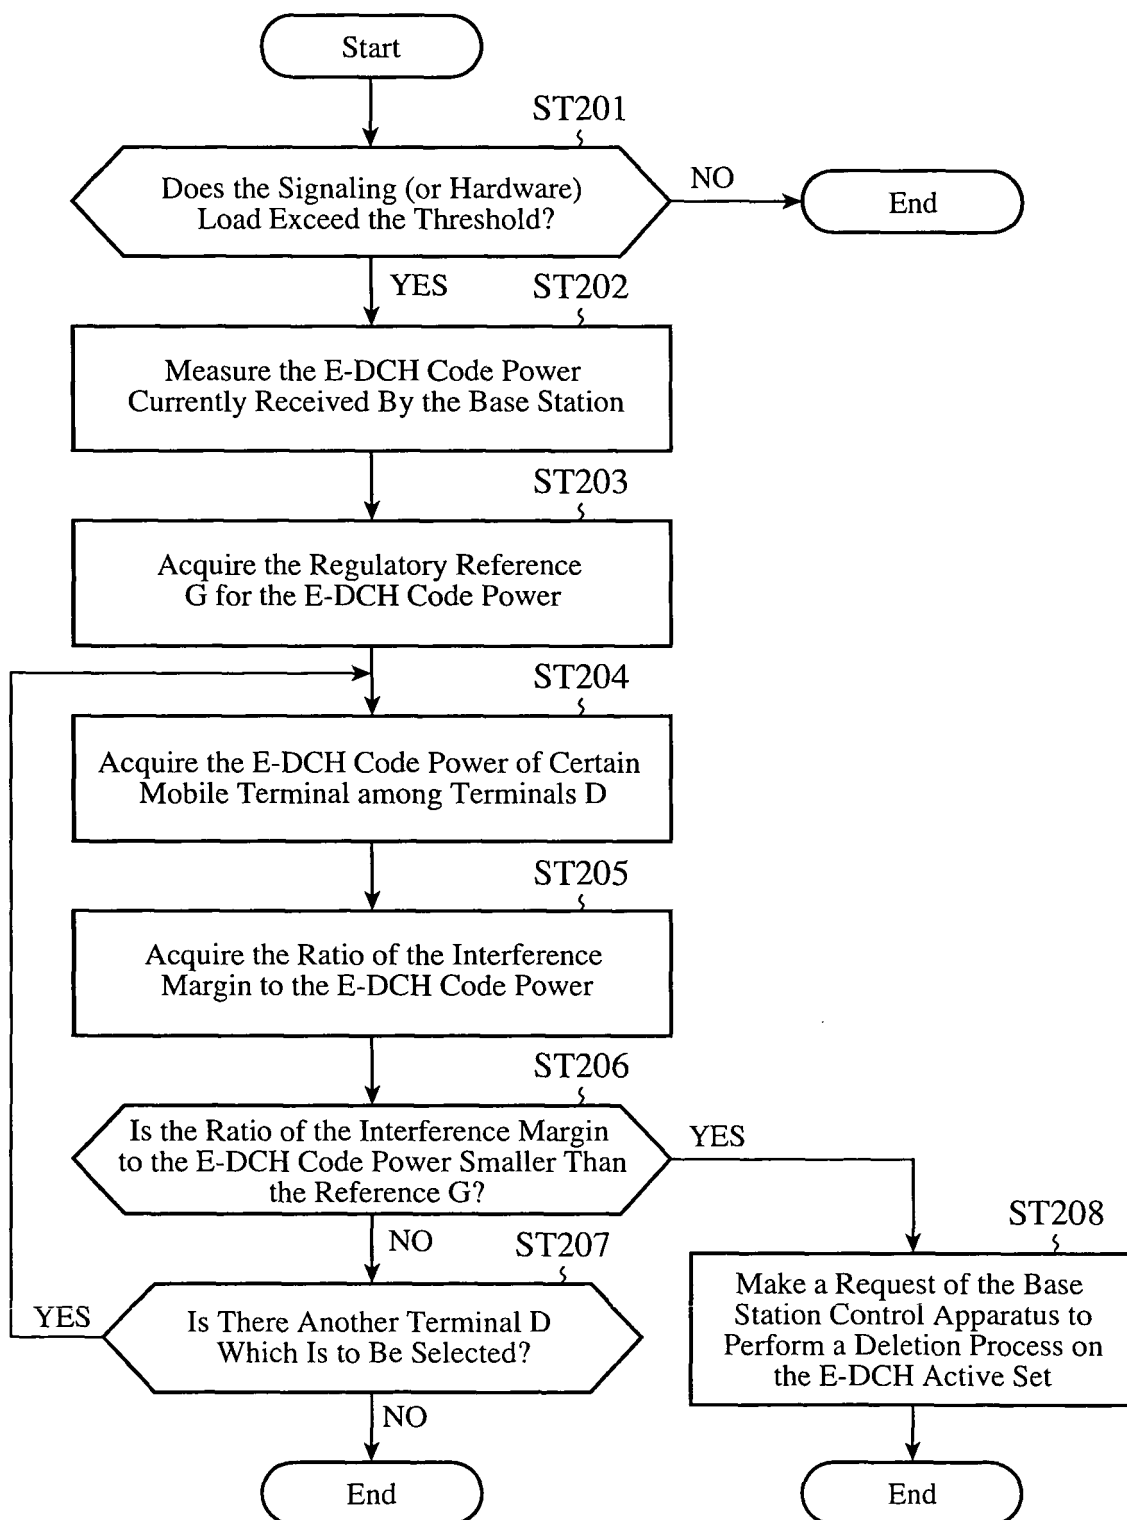 Start
ST201
Does the Signaling (or Hardware)
Load Exceed the Threshold?
NO
End
YES
ST202
Measure the E-DCH Code Power
Currently Received By the Base Station
ST203
Acquire the Regulatory Reference
G for the E-DCH Code Power
ST204
Acquire the E-DCH Code Power of Certain
Mobile Terminal among Terminals D
ST205
Acquire the Ratio of the Interference
Margin to the E-DCH Code Power
ST206
Is the Ratio of the Interference Margin
to the E-DCH Code Power Smaller Than
the Reference G?
YES
NO
ST207
YES
Is There Another Terminal D
Which Is to Be Selected?
NO
End
ST208
Make a Request of the Base
Station Control Apparatus to
Perform a Deletion Process on
the E-DCH Active Set
End